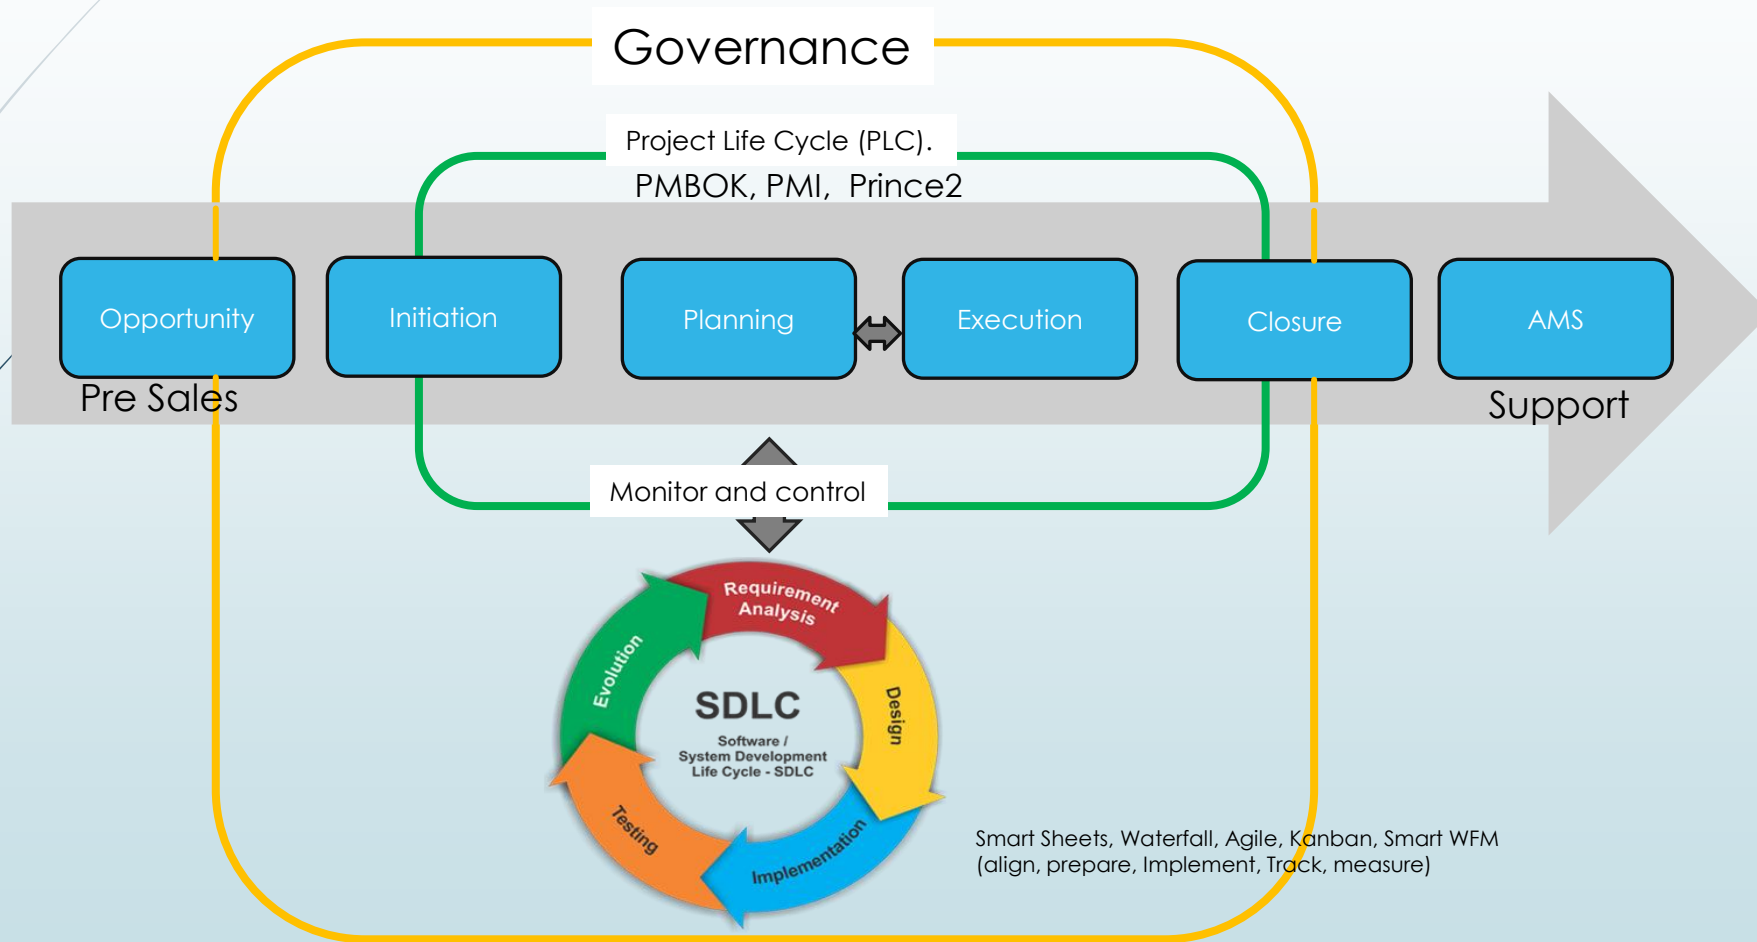 Governance
Project Life Cycle (PLC).
PMBOK, PMI, Prince2
Opportunity
Initiation
Planning
Execution
Closure
AMS
Pre Sales
Support
Monitor and control
Requirement
Analysis
Design
Implementation
Testing
Evolution
SDLC
Software /
System Development
Life Cycle - SDLC
Smart Sheets, Waterfall, Agile, Kanban, Smart WFM
(align, prepare, Implement, Track, measure)